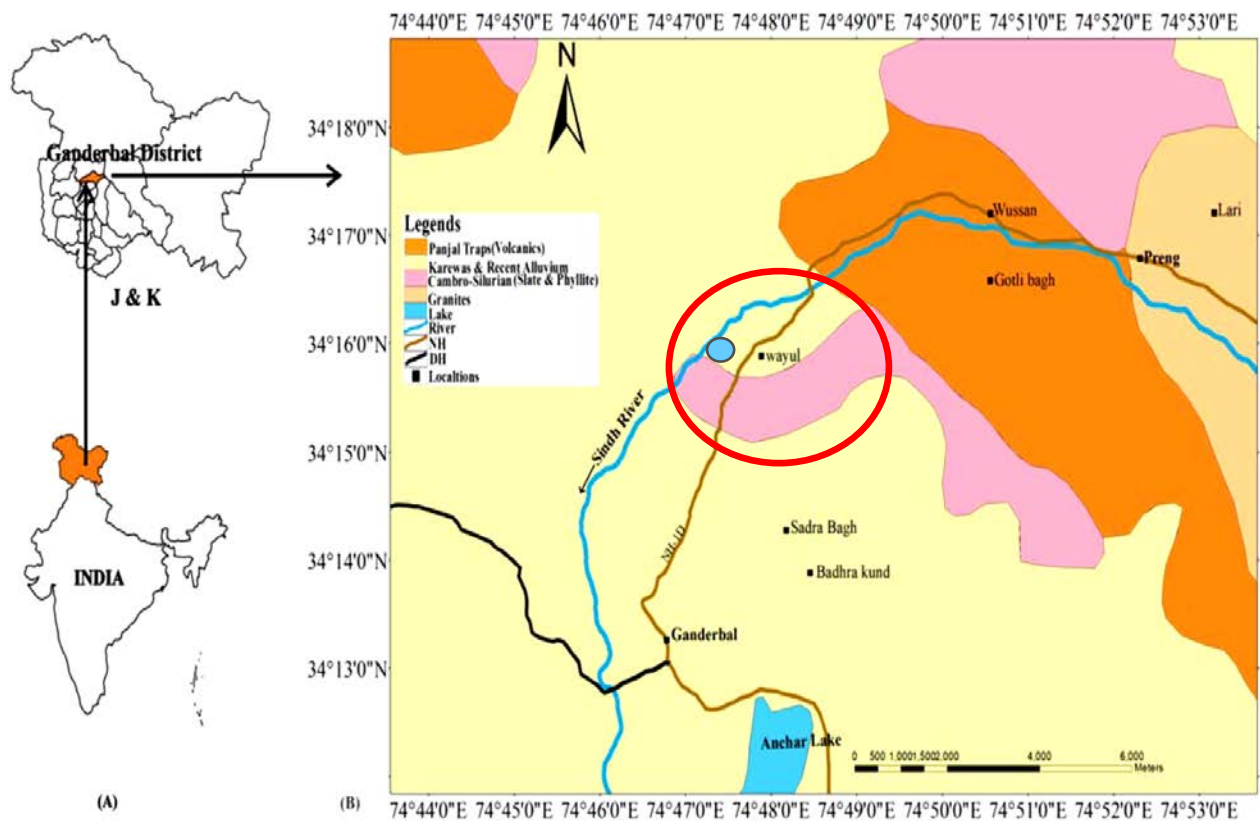 74°44'0"E 74°45'0"E 74°46'0"E 74°47'0"E 74°48'0"E 74°49'0"E 74°50'0"E 74°51'0"E 74°52'0"E 74°53'0"E
N
34°18'0"N
34°17'0"N
34°16'0"N
34°15'0"N
34°14'0"N
34°13'0"N
Ganderbal District
J & K
INDIA
(A)
(B)
Legends
Panjal Traps(Volcanics)
Karewas & Recent Alluvium
Cambro-Silurian (Slate & Phyllite)
Granites
Lake
River
NH
DH
Localtions
Wussan
Lari
Preng
Gotli bagh
wayul
Sindh River
NH-1D
Sadra Bagh
Badhra kund
Ganderbal
Anchar Lake
0 500 1,000 1,500 2,000 4,000 6,000
Meters
74°44'0"E 74°45'0"E 74°46'0"E 74°47'0"E 74°48'0"E 74°49'0"E 74°50'0"E 74°51'0"E 74°52'0"E 74°53'0"E